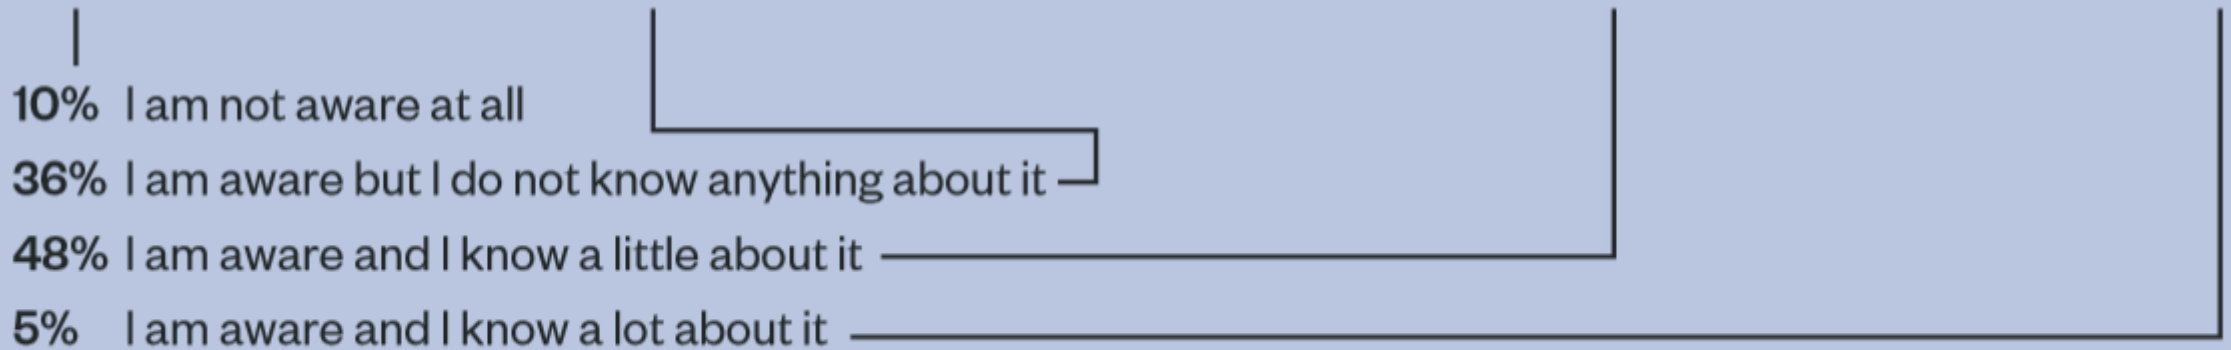 10% I am not aware at all
36% I am aware but I do not know anything about it
48% I am aware and I know a little about it
5% I am aware and I know a lot about it